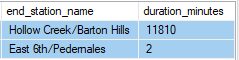 end_station_name duration_minutes
Hollow Creek/Barton Hills 11810
East 6th/Pedernales 2